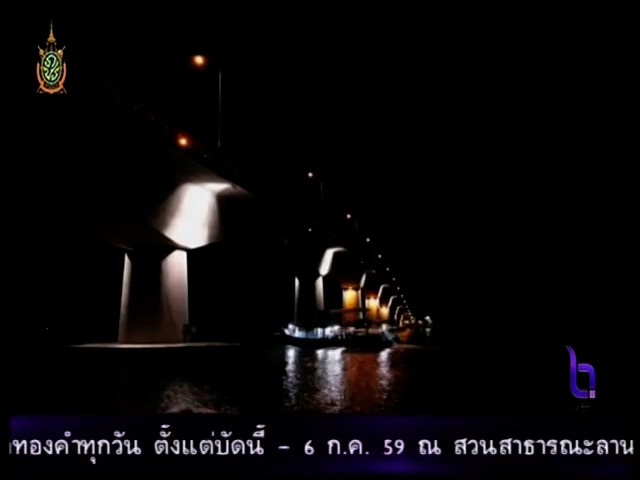 ทองคำทุกวัน ตั้งแต่บัดนี้ – 6 ก.ค. 59 ณ สวนสาธารณะลาน